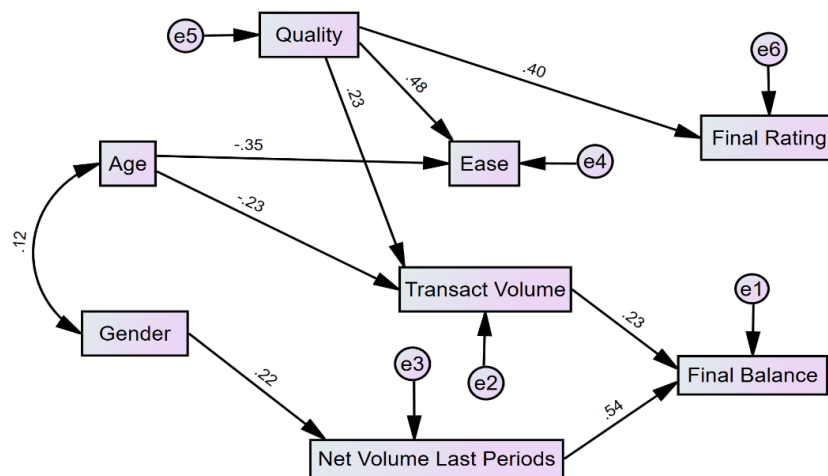 e5
Quality
e6
.40
.48
.23
Final Rating
Age
-.35
Ease
e4
-.23
.12
Transact Volume
e1
Gender
.23
e3
e2
Final Balance
.22
.54
Net Volume Last Periods